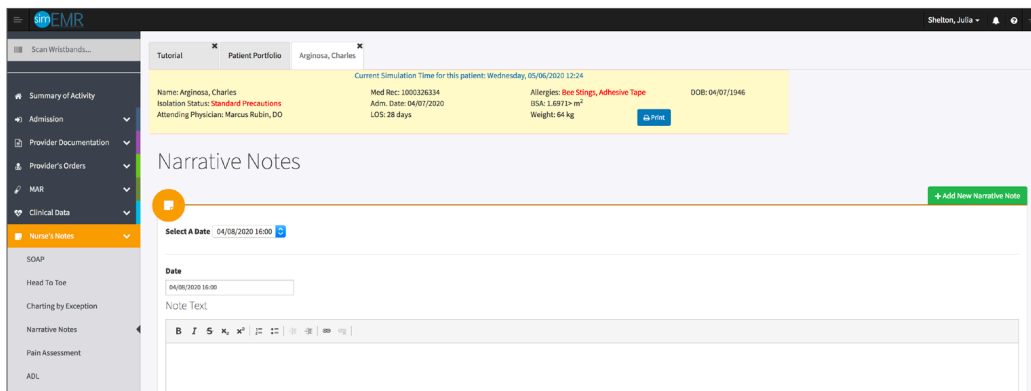 simEMR
Shelton, Julia
Scan Wristbands...
Tutorial
Patient Portfolio
Arginosa, Charles
Current Simulation Time for this patient: Wednesday, 05/06/2020 12:24
Name: Arginosa, Charles
Med Rec: 1000326334
Allergies: Bee Stings, Adhesive Tape
DOB: 04/07/1946
Isolation Status: Standard Precautions
Adm. Date: 04/07/2020
BSA: 1.6971> m²
Attending Physician: Marcus Rubin, DO
LOS: 28 days
Weight: 64 kg
Print
Summary of Activity
Admission
Provider Documentation
Provider's Orders
MAR
Clinical Data
Nurse's Notes
SOAP
Head To Toe
Charting by Exception
Narrative Notes
Pain Assessment
ADL
Narrative Notes
+ Add New Narrative Note
Select A Date 04/08/2020 16:00
Date
04/08/2020 16:00
Note Text
B I S x₂ x²